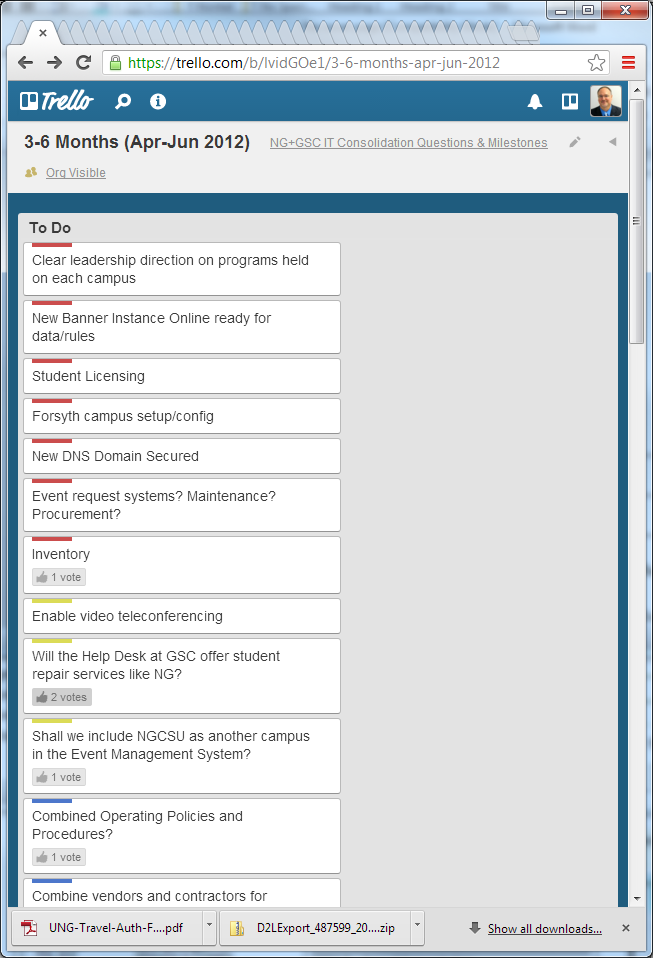 https://trello.com/b/lvidGOe1/3-6-months-apr-jun-2012
Trello
3-6 Months (Apr-Jun 2012) NG+GSC IT Consolidation Questions & Milestones
Org Visible
To Do
Clear leadership direction on programs held
on each campus
New Banner Instance Online ready for
data/rules
Student Licensing
Forsyth campus setup/config
New DNS Domain Secured
Event request systems? Maintenance?
Procurement?
Inventory
1 vote
Enable video teleconferencing
Will the Help Desk at GSC offer student
repair services like NG?
2 votes
Shall we include NGCSU as another campus
in the Event Management System?
1 vote
Combined Operating Policies and
Procedures?
1 vote
Combine vendors and contractors for
UNG-Travel-Auth-F....pdf D2LExport_487599_20....zip Show all downloads...